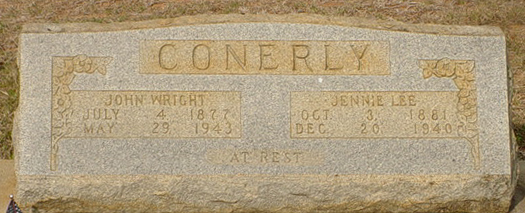 CONERLY
JOHN WRIGHT
JULY 4, 1877
MAY 29, 1943
JENNIE LEE
OCT. 3, 1881
DEC. 20, 1940
AT REST